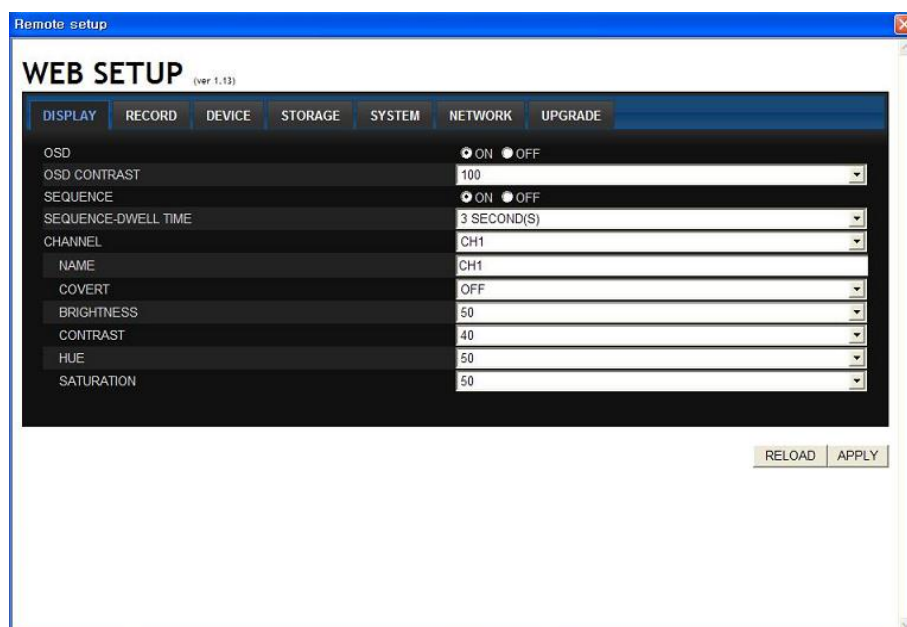 Remote setup
WEB SETUP (ver 1.13)
DISPLAY RECORD DEVICE STORAGE SYSTEM NETWORK UPGRADE
OSD ON OFF
OSD CONTRAST 100
SEQUENCE ON OFF
SEQUENCE-DWELL TIME 3 SECOND(S)
CHANNEL CH1
NAME CH1
COVERT OFF
BRIGHTNESS 50
CONTRAST 40
HUE 50
SATURATION 50
RELOAD APPLY